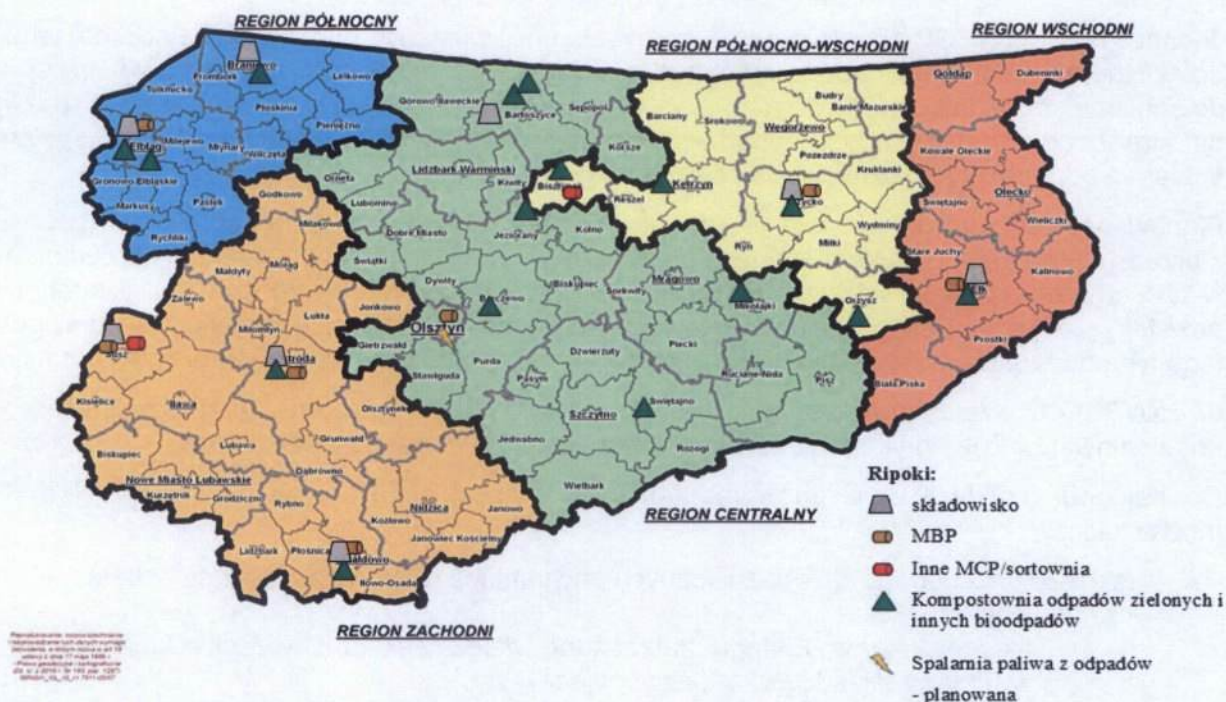 REGION PÓŁNOCNY
REGION WSCHODNI
REGION PÓŁNOCNO-WSCHODNI
Braniewo
Gołdap
Dubeninki
Frombork
Lelkowo
Tolkmicko
Płoskinia
Górowo Iławeckie
Sępopol
Budry
Banie Mazurskie
Bartoszyce
Barciany
Srokowo
Węgorzewo
Pieniężno
Milejewo
Młynary
Wilczęta
Elbląg
Korsze
Pozezdrze
Kowale Oleckie
Kruklanki
Lidzbark Warmiński
Gronowo Elbląskie
Orneta
Kiwity
Kętrzyn
Olecko
Godkowo
Reszel
Świętajno
Markusy
Pasłęk
Lubomino
Wieliczki
Wydminy
Rychliki
Miłakowo
Dobre Miasto
Jeziorany
Kolno
Ryn
Miłki
Stare Juchy
Świątki
Kalinowo
Małdyty
Morąg
Dywity
Biskupiec
Sorkwity
Mrągowo
Mikołajki
Orzysz
Ełk
Zalewo
Łukta
Jonkowo
Barczewo
Miłomłyn
Olsztyn
Prostki
Susz
Gietrzwałd
Dźwierzuty
Piecki
Purda
Stawiguda
Pasym
Ruciane-Nida
Pisz
Biała Piska
Kisielice
Iława
Olsztynek
Szczytno
Świętajno
Biskupiec
Lubawa
Grunwald
Jedwabno
Rozogi
Nowe Miasto Lubawskie
Dąbrówno
Wielbark
Kurzętnik
Grodziczno
Rybno
Nidzica
Kozłowo
Janowo
Lidzbark
Płośnica
Janowiec Kościelny
Iłowo-Osada
REGION CENTRALNY
REGION ZACHODNI
Ripoki:
składowisko
MBP
Inne MCP/sortownia
Kompostownia odpadów zielonych i
innych bioodpadów
Spalarnia paliwa z odpadów
- planowana